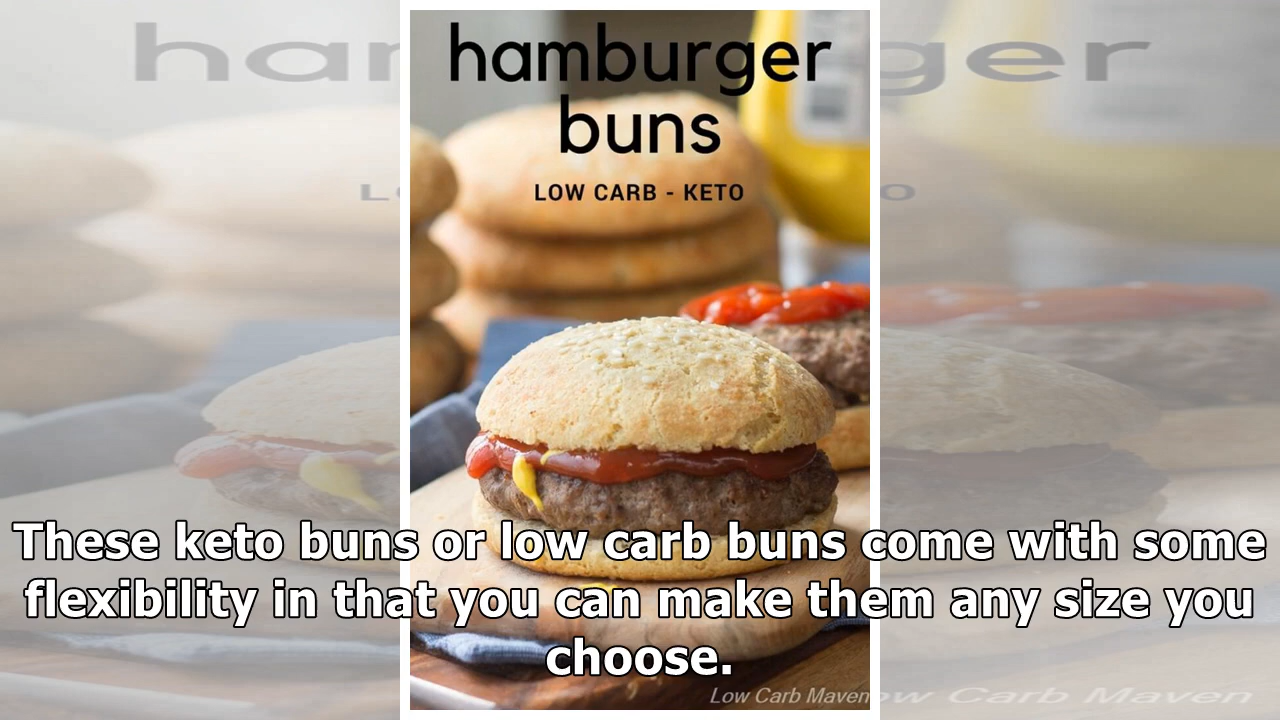 hamburger
buns
LOW CARB - KETO
These keto buns or low carb buns come with some
flexibility in that you can make them any size you
choose.
Low Carb Maven